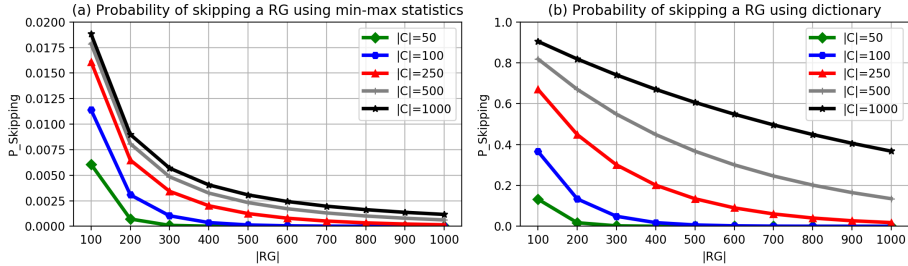 (a) Probability of skipping a RG using min-max statistics
0.0200
0.0175
0.0150
0.0125
0.0100
0.0075
0.0050
0.0025
0.0000
P_Skipping
|C|=50
|C|=100
|C|=250
|C|=500
|C|=1000
100 200 300 400 500 600 700 800 900 1000
|RG|
(b) Probability of skipping a RG using dictionary
1.0
0.8
0.6
0.4
0.2
0.0
P_Skipping
|C|=50
|C|=100
|C|=250
|C|=500
|C|=1000
100 200 300 400 500 600 700 800 900 1000
|RG|